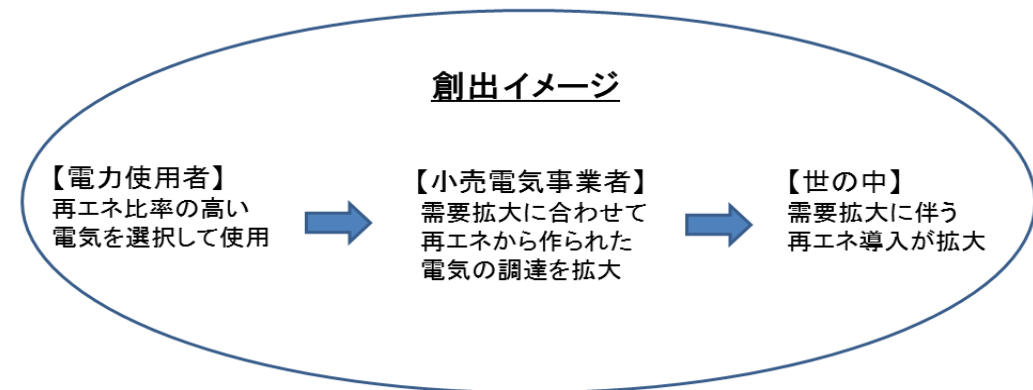 創出イメージ
【電力使用者】
再エネ比率の高い
電気を選択して使用
【小売電気事業者】
需要拡大に合わせて
再エネから作られた
電気の調達を拡大
【世の中】
需要拡大に伴う
再エネ導入が拡大